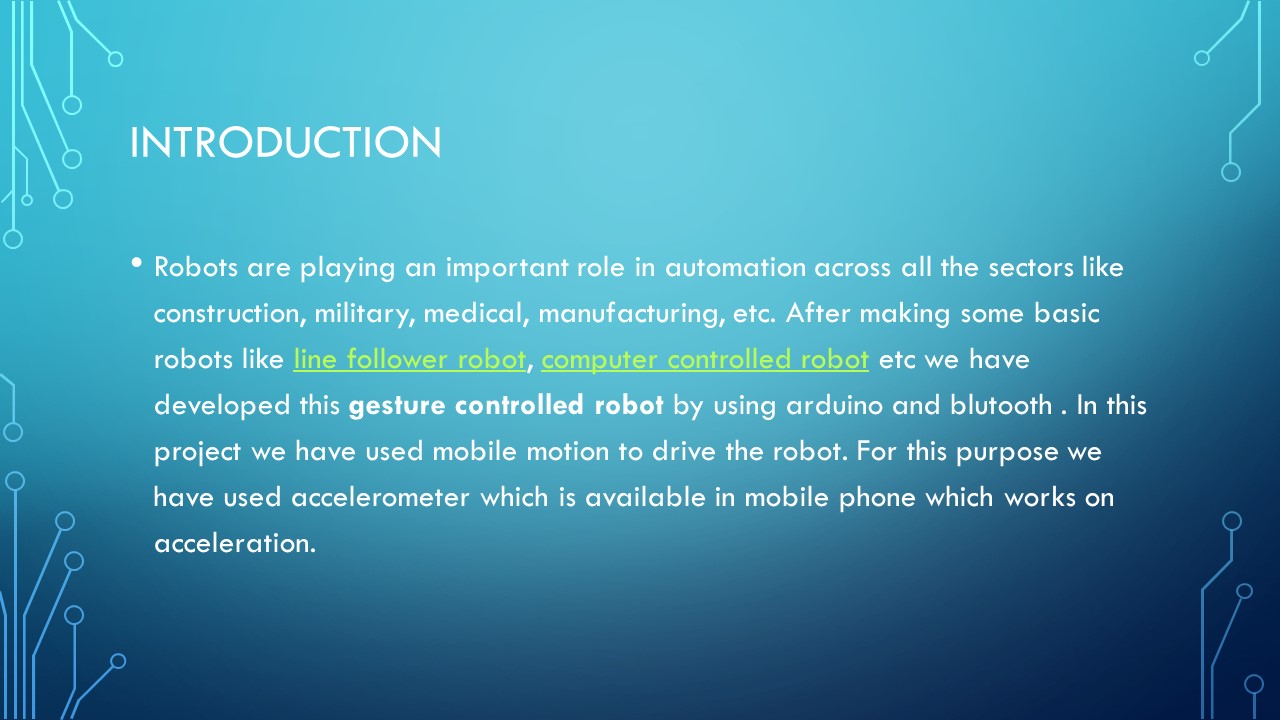 INTRODUCTION
• Robots are playing an important role in automation across all the sectors like
construction, military, medical, manufacturing, etc. After making some basic
robots like line follower robot, computer controlled robot etc we have
developed this gesture controlled robot by using arduino and blutooth . In this
project we have used mobile motion to drive the robot. For this purpose we
have used accelerometer which is available in mobile phone which works on
acceleration.